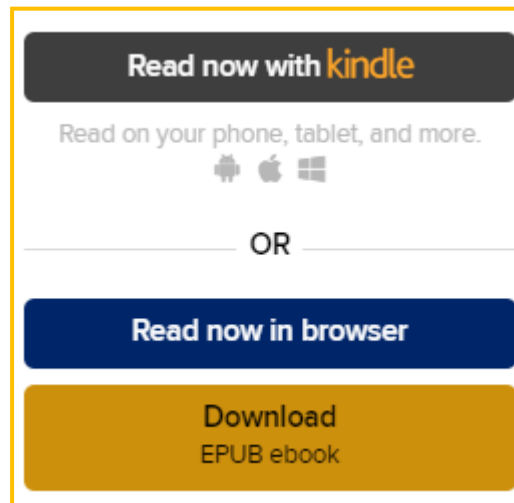 Read now with kindle
Read on your phone, tablet, and more.
OR
Read now in browser
Download
EPUB ebook